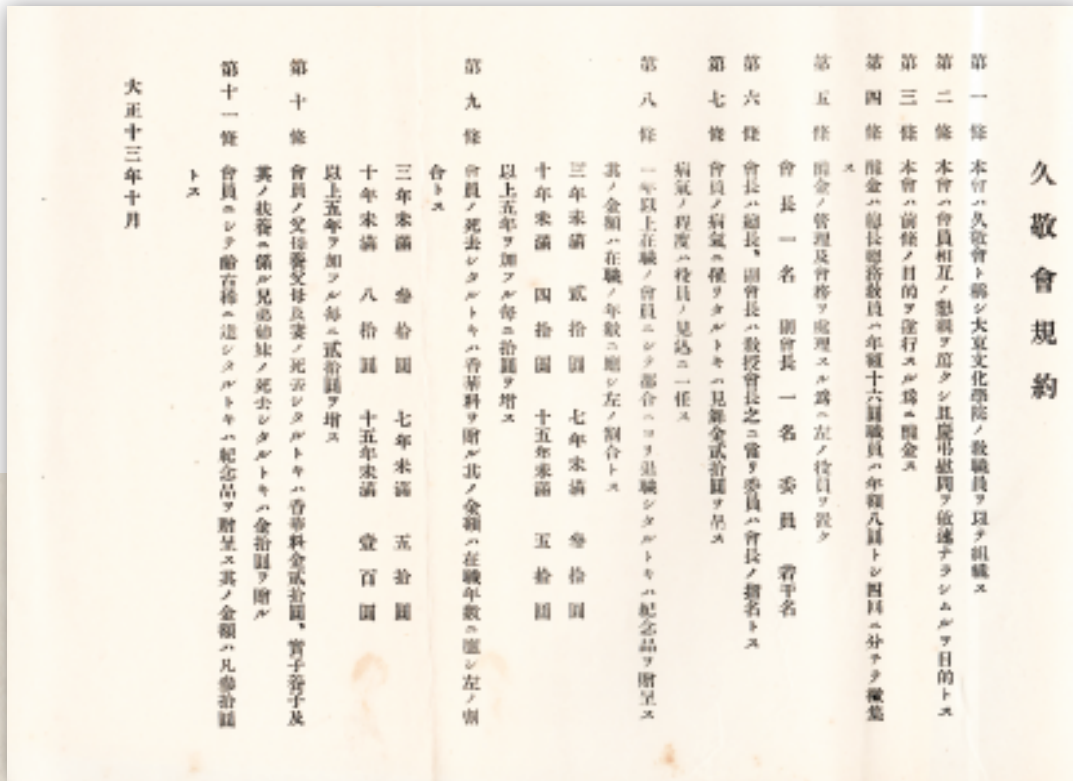 久敬會規約
第一條 本會ハ久敬會ト稱シ大東文化學院ノ敎職員ヲ以テ組織ス
第二條 本會ハ會員相互ノ懇親ヲ篤クシ且慶弔慰問ヲ敏速ナラシムルヲ目的トス
第三條 本會ハ前條ノ目的ヲ遂行スル爲ニ醵金ス
第四條 醵金ハ總長總務敎員ハ年額十六圓職員ハ年額八圓トシ四回ニ分チテ徵集
ス
第五條 醵金ノ管理及會務ヲ處理スル爲ニ左ノ役員ヲ置ク
會長一名 副會長一名 委員 若干名
第六條 會長ハ總長、副會長ハ敎授會長之ニ當リ委員ハ會長ノ指名トス
第七條 會員ノ病氣ニ罹リタルトキハ見舞金貳拾圓ヲ呈ス
病氣ノ程度ハ役員ノ見込ニ一任ス
第八條 一年以上在職ノ會員ニシテ都合ニヨリ退職シタルトキハ紀念品ヲ贈呈ス
其ノ金額ハ在職ノ年數ニ應シ左ノ割合トス
三年未滿 貳拾圓 七年未滿 參拾圓
十年未滿 四拾圓 十五年未滿 五拾圓
以上五年ヲ加フル每ニ拾圓ヲ增ス
第九條 會員ノ死去シタルトキハ香華料ヲ贈ル其ノ金額ハ在職年數ニ應シ左ノ割
合トス
三年未滿 參拾圓 七年未滿 五拾圓
十年未滿 八拾圓 十五年未滿 壹百圓
以上五年ヲ加フル每ニ貳拾圓ヲ增ス
第十條 會員ノ父母養父母及妻ノ死去シタルトキハ香華料金貳拾圓、實子養子及
其ノ扶養ニ係ル兄弟姉妹ノ死去シタルトキハ金拾圓ヲ贈ル
第十一條 會員ニシテ齡古稀ニ達シタルトキハ紀念品ヲ贈呈ス其ノ金額ハ凡參拾圓
トス
大正十三年十月